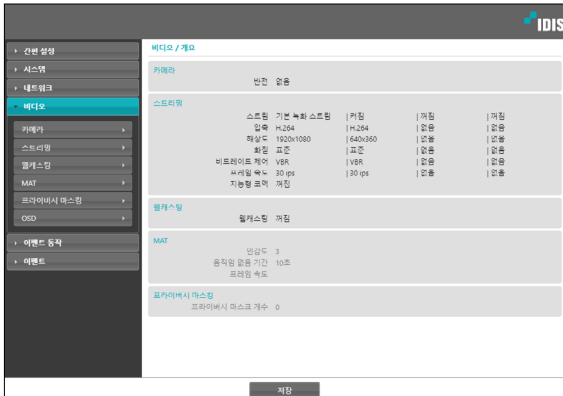 IDIS
간편 설정
시스템
네트워크
비디오
카메라
스트리밍
웹캐스팅
MAT
프라이버시 마스킹
OSD
이벤트 동작
이벤트
비디오 / 개요
카메라
반전 없음
스트리밍
스트림 기본 녹화 스트림 | 켜짐 | 꺼짐 | 꺼짐
압축 H.264 | H.264 | 없음 | 없음
해상도 1920x1080 | 640x360 | 없음 | 없음
화질 표준 | 표준 | 없음 | 없음
비트레이트 제어 VBR | VBR | 없음 | 없음
프레임 속도 30 ips | 30 ips | 없음 | 없음
지능형 코덱 꺼짐
웹캐스팅
웹캐스팅 꺼짐
MAT
민감도 3
움직임 없음 기간 10초
프레임 속도
프라이버시 마스킹
프라이버시 마스크 개수 0
저장